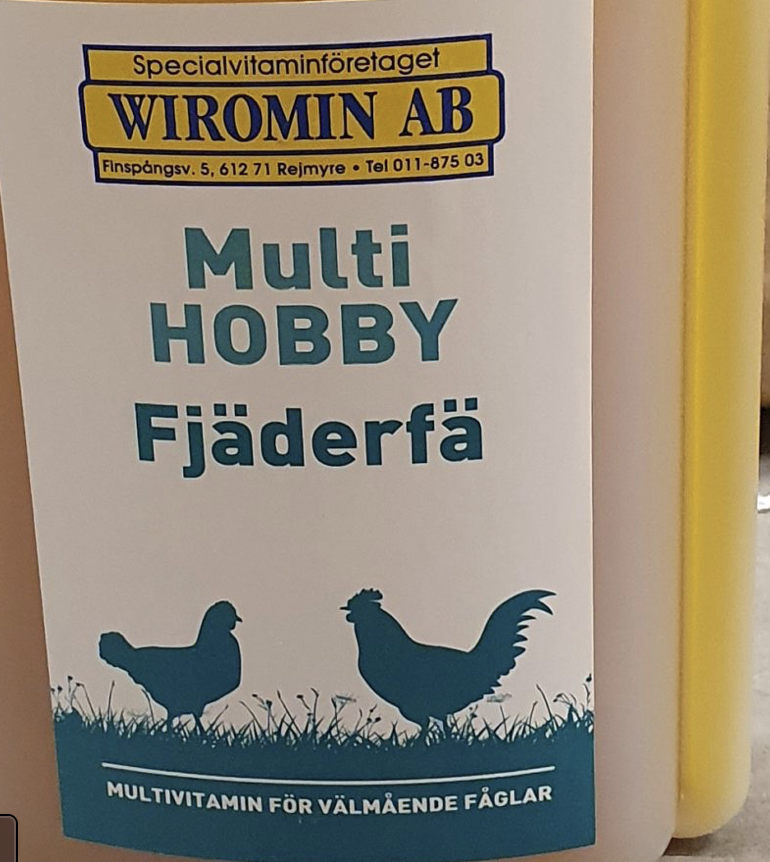 Specialvitaminföretaget
WIROMIN AB
Finspångsv. 5, 612 71 Rejmyre • Tel 011-875 03
Multi
HOBBY
Fjäderfä
MULTIVITAMIN FÖR VÄLMÅENDE FÅGLAR